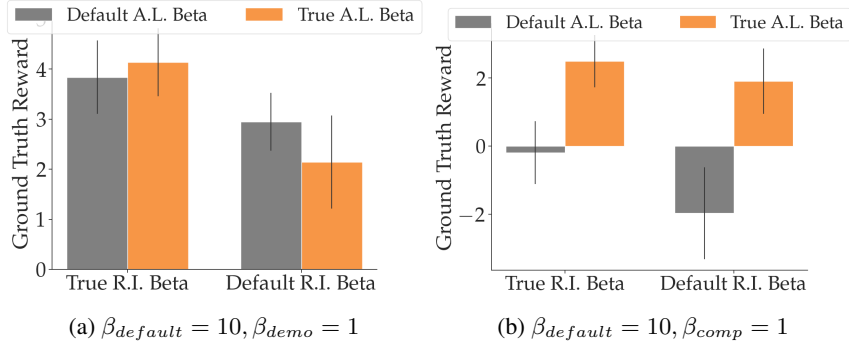 Default A.L. Beta True A.L. Beta
Ground Truth Reward
4
3
2
1
0
True R.I. Beta Default R.I. Beta
(a) β_default = 10, β_demo = 1
Default A.L. Beta True A.L. Beta
Ground Truth Reward
2
0
−2
True R.I. Beta Default R.I. Beta
(b) β_default = 10, β_comp = 1